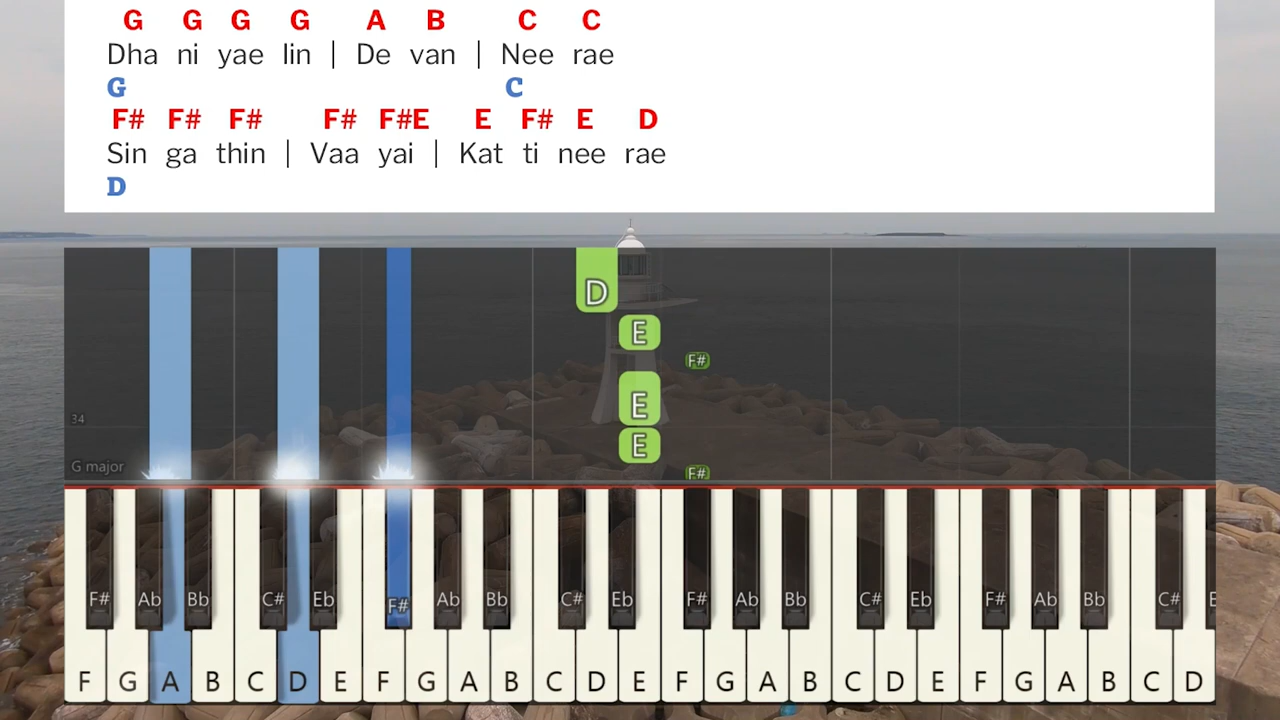 G G G G A B C C
Dha ni yae lin | De van | Nee rae
G C
F# F# F# F# F#E E F# E D
Sin ga thin | Vaa yai | Kat ti nee rae
D
D
E
F#
E
34
E
G major
F#
F# Ab Bb C# Eb F# Ab Bb C# Eb F# Ab Bb C# Eb F# Ab Bb C# E
F G A B C D E F G A B C D E F G A B C D E F G A B C D